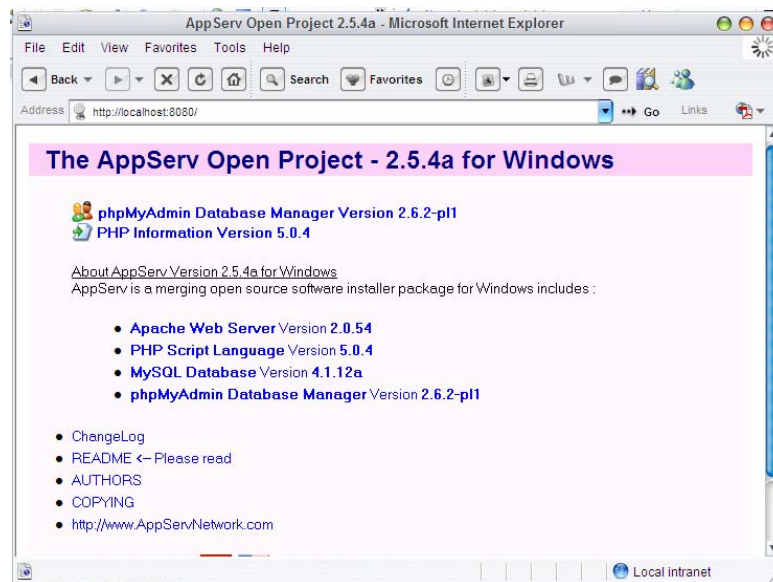 AppServ Open Project 2.5.4a - Microsoft Internet Explorer
File Edit View Favorites Tools Help
Back Search Favorites
Address http://localhost:8080/ Go Links
The AppServ Open Project - 2.5.4a for Windows
phpMyAdmin Database Manager Version 2.6.2-pl1
PHP Information Version 5.0.4
About AppServ Version 2.5.4a for Windows
AppServ is a merging open source software installer package for Windows includes :
• Apache Web Server Version 2.0.54
• PHP Script Language Version 5.0.4
• MySQL Database Version 4.1.12a
• phpMyAdmin Database Manager Version 2.6.2-pl1
• ChangeLog
• README <-- Please read
• AUTHORS
• COPYING
• http://www.AppServNetwork.com
Local intranet